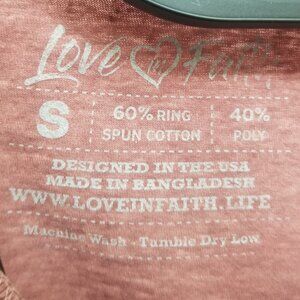 Love in Faith
S
60% RING
SPUN COTTON
40%
POLY
DESIGNED IN THE USA
MADE IN BANGLADESH
WWW.LOVEINFAITH.LIFE
Machine Wash - Tumble Dry Low